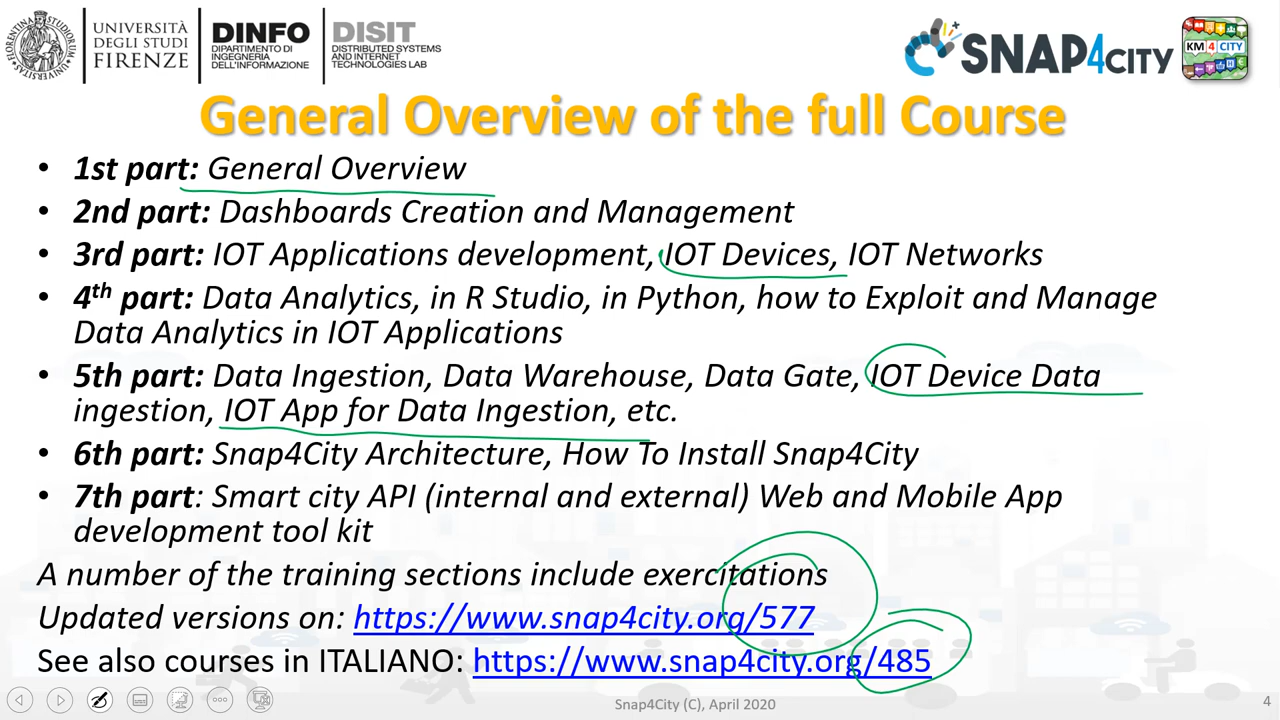 UNIVERSITÀ
DEGLI STUDI
FIRENZE
DINFO
DIPARTIMENTO DI
INGEGNERIA
DELL'INFORMAZIONE
DISIT
DISTRIBUTED SYSTEMS
AND INTERNET
TECHNOLOGIES LAB
SNAP4CITY
KM4CITY
General Overview of the full Course
• 1st part: General Overview
• 2nd part: Dashboards Creation and Management
• 3rd part: IOT Applications development, IOT Devices, IOT Networks
• 4th part: Data Analytics, in R Studio, in Python, how to Exploit and Manage
Data Analytics in IOT Applications
• 5th part: Data Ingestion, Data Warehouse, Data Gate, IOT Device Data
ingestion, IOT App for Data Ingestion, etc.
• 6th part: Snap4City Architecture, How To Install Snap4City
• 7th part: Smart city API (internal and external) Web and Mobile App
development tool kit
A number of the training sections include exercitations
Updated versions on: https://www.snap4city.org/577
See also courses in ITALIANO: https://www.snap4city.org/485
Snap4City (C), April 2020
4